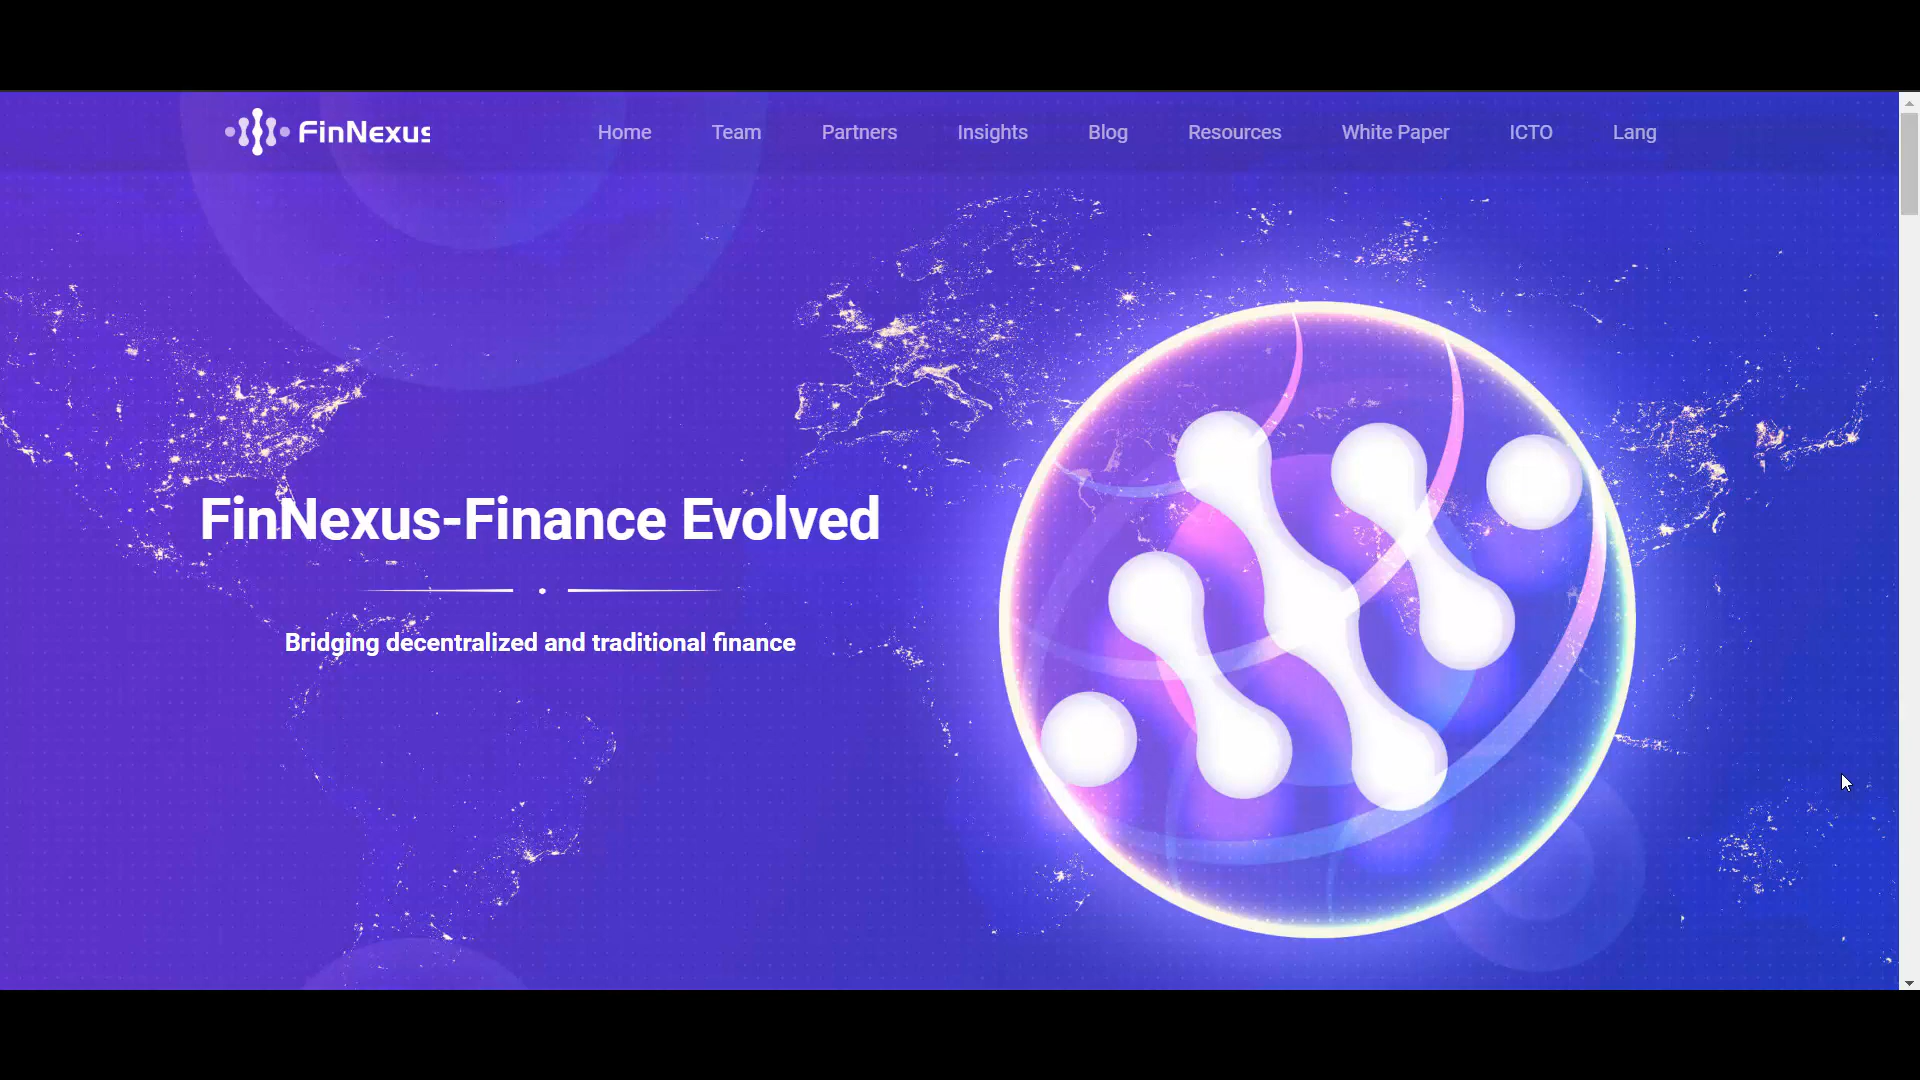 FinNexus
Home Team Partners Insights Blog Resources White Paper ICTO Lang
FinNexus-Finance Evolved
Bridging decentralized and traditional finance